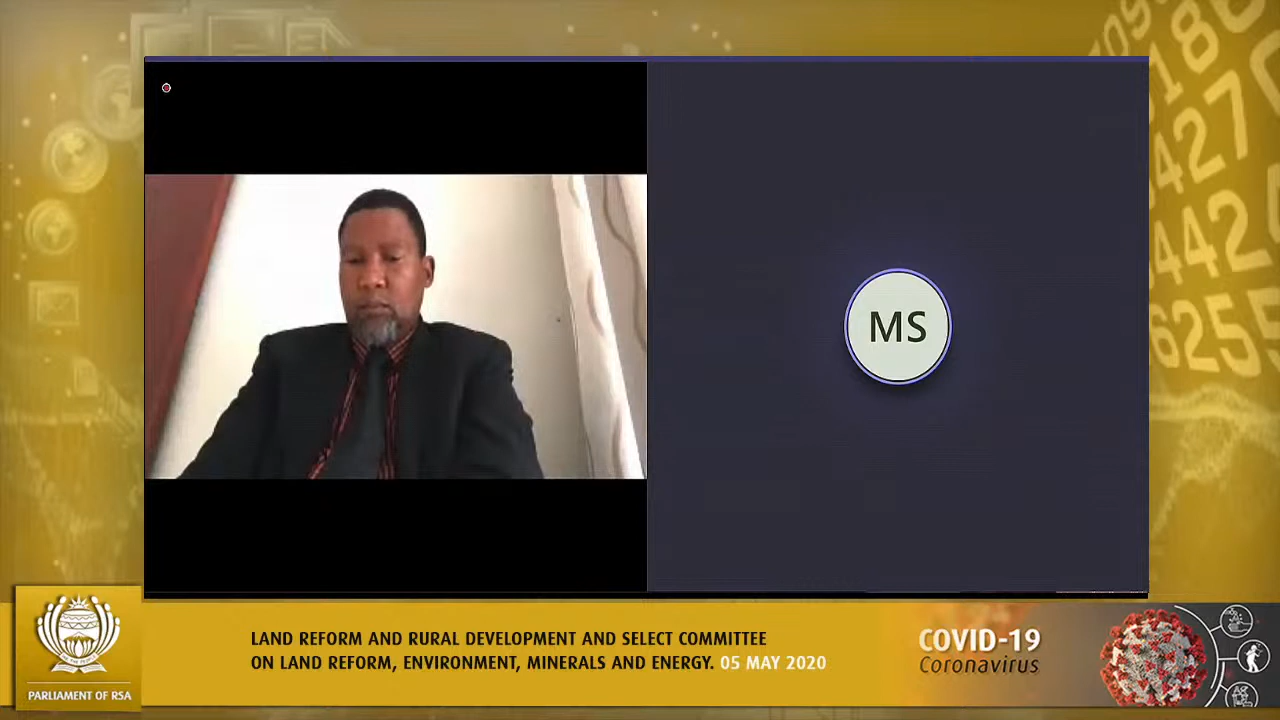 MS
LAND REFORM AND RURAL DEVELOPMENT AND SELECT COMMITTEE
ON LAND REFORM, ENVIRONMENT, MINERALS AND ENERGY. 05 MAY 2020
COVID-19
Coronavirus
PARLIAMENT OF RSA